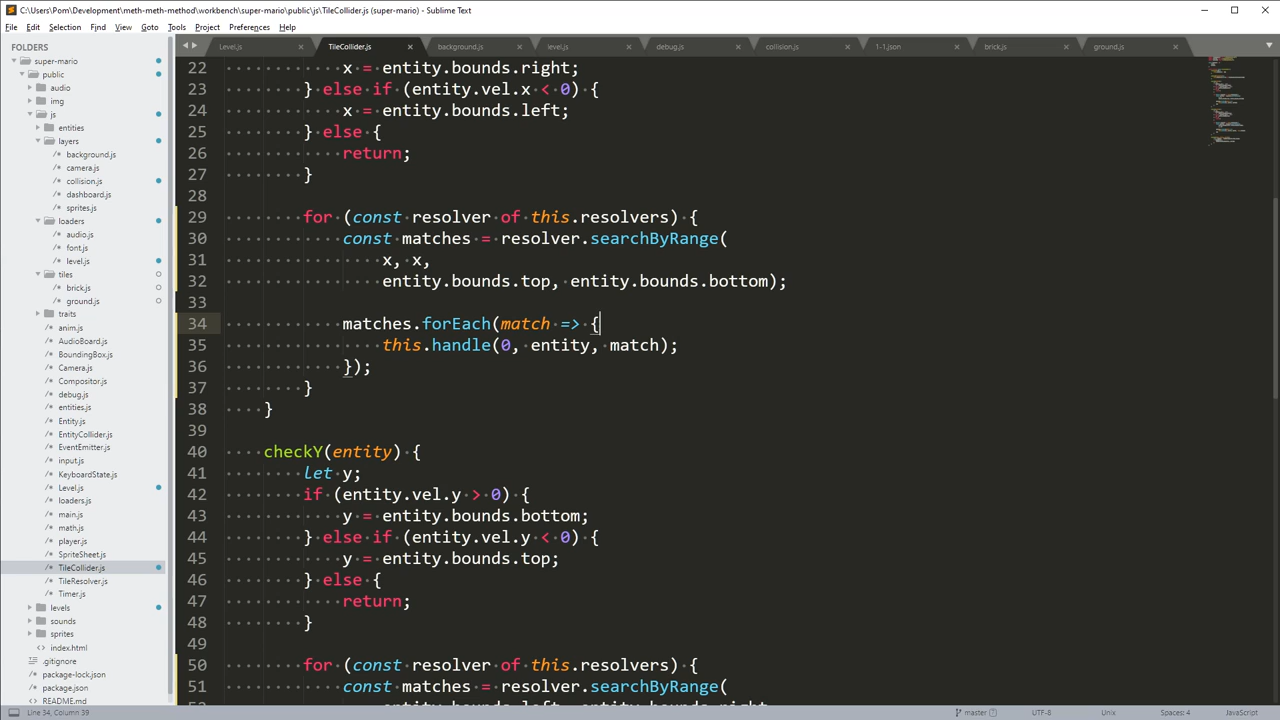 C:\Users\Pom\Development\meth-meth-method\workbench\super-mario\public\js\TileCollider.js (super-mario) - Sublime Text
File Edit Selection Find View Goto Tools Project Preferences Help
FOLDERS
super-mario
public
audio
img
js
entities
layers
background.js
camera.js
collision.js
dashboard.js
sprites.js
loaders
audio.js
font.js
level.js
tiles
brick.js
ground.js
traits
anim.js
AudioBoard.js
BoundingBox.js
Camera.js
Compositor.js
debug.js
entities.js
Entity.js
EntityCollider.js
EventEmitter.js
input.js
KeyboardState.js
Level.js
loaders.js
main.js
math.js
player.js
SpriteSheet.js
TileCollider.js
TileResolver.js
Timer.js
levels
sounds
sprites
index.html
.gitignore
package-lock.json
package.json
README.md
Level.js TileCollider.js background.js level.js debug.js collision.js 1-1.json brick.js ground.js
22 x = entity.bounds.right;
23 } else if (entity.vel.x < 0) {
24 x = entity.bounds.left;
25 } else {
26 return;
27 }
28
29 for (const resolver of this.resolvers) {
30 const matches = resolver.searchByRange(
31 x, x,
32 entity.bounds.top, entity.bounds.bottom);
33
34 matches.forEach(match => {
35 this.handle(0, entity, match);
36 });
37 }
38 }
39
40 checkY(entity) {
41 let y;
42 if (entity.vel.y > 0) {
43 y = entity.bounds.bottom;
44 } else if (entity.vel.y < 0) {
45 y = entity.bounds.top;
46 } else {
47 return;
48 }
49
50 for (const resolver of this.resolvers) {
51 const matches = resolver.searchByRange(
Line 34, Column 39 master UTF-8 Unix Spaces: 4 JavaScript